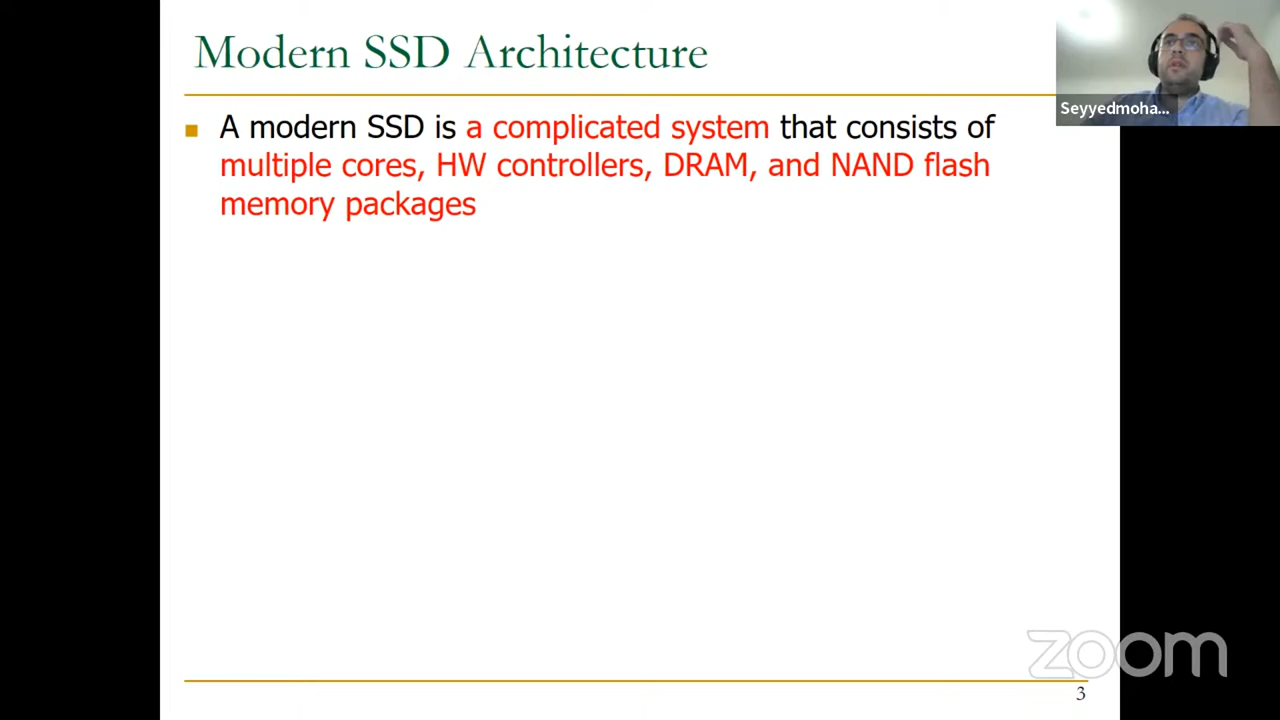 Modern SSD Architecture
Seyyedmoha...
A modern SSD is a complicated system that consists of
multiple cores, HW controllers, DRAM, and NAND flash
memory packages
zoom
3